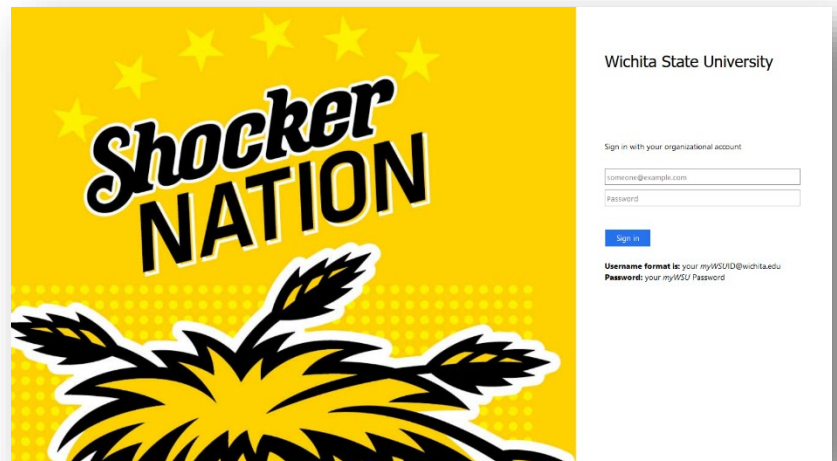 Shocker
NATION
Wichita State University
Sign in with your organizational account
someone@example.com
Password
Sign in
Username format is: your myWSUID@wichita.edu
Password: your myWSU Password